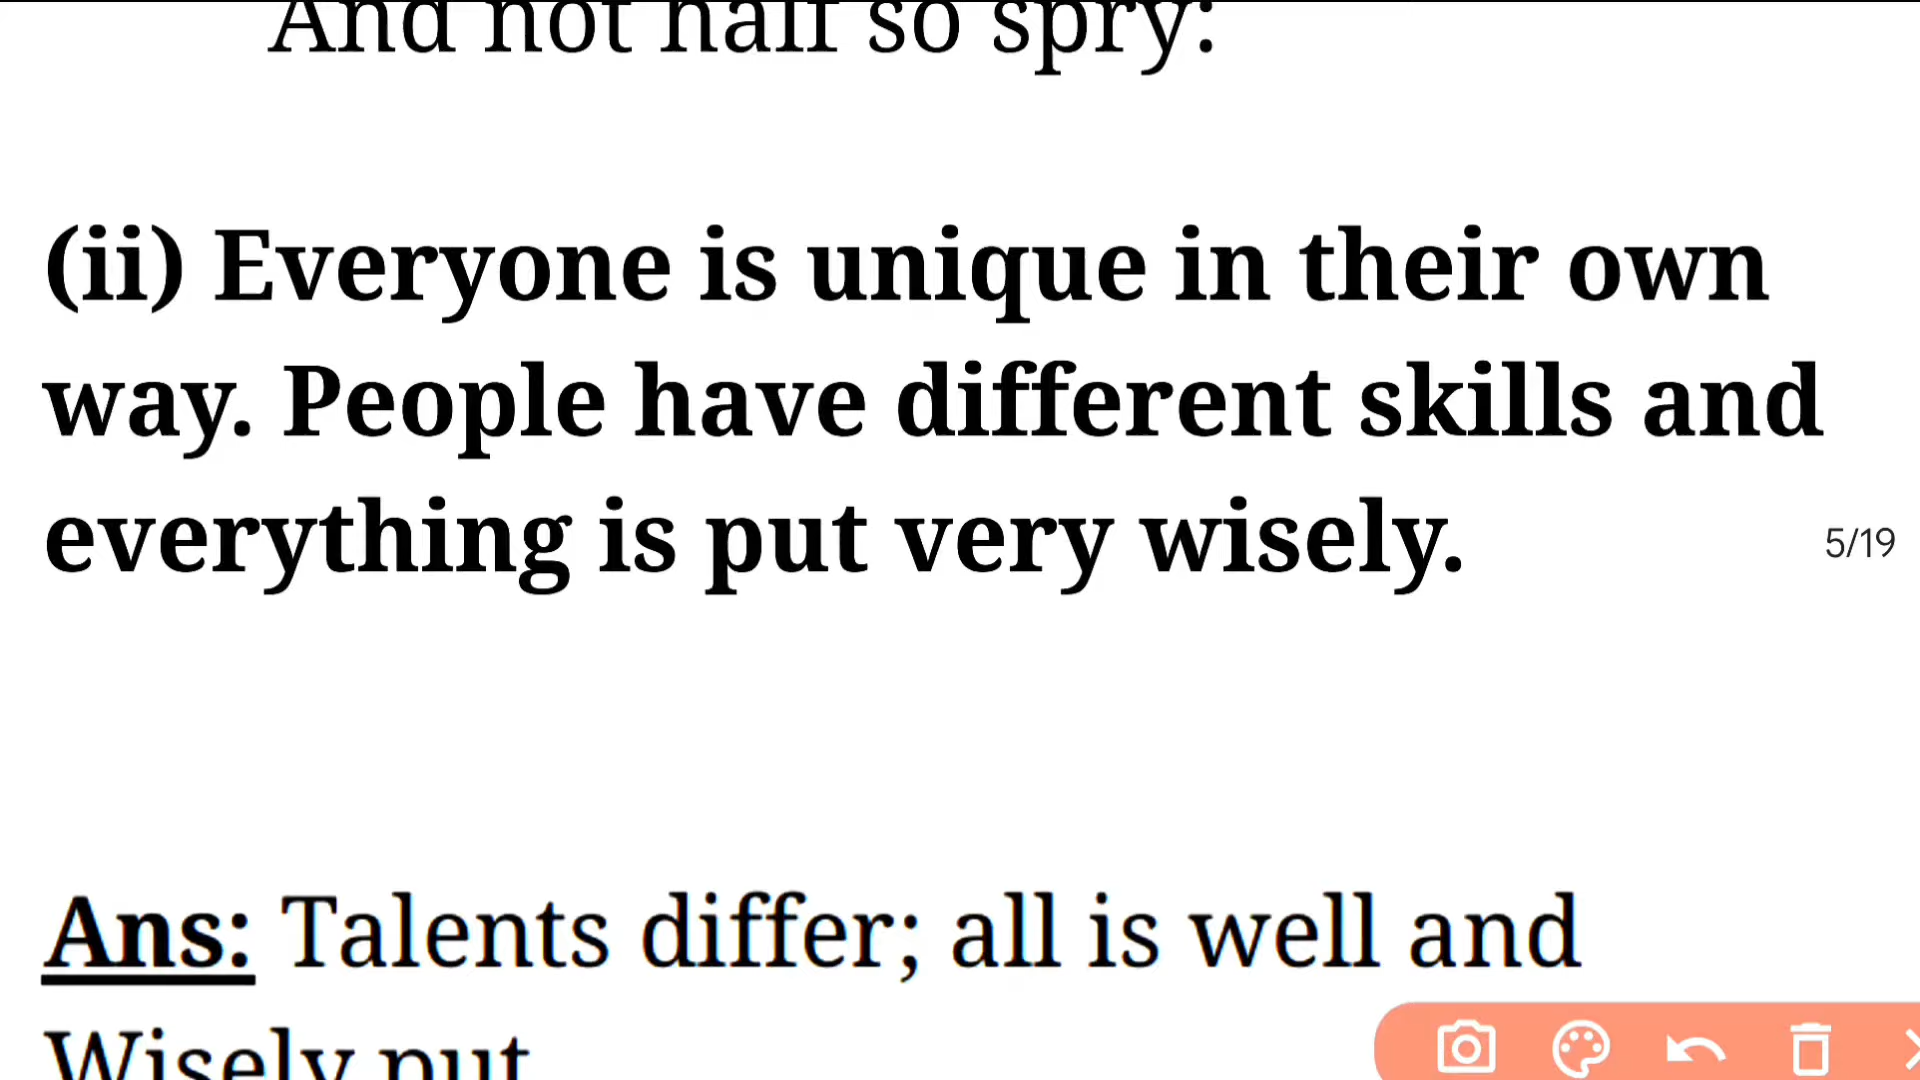 And not half so spry:
(ii) Everyone is unique in their own
way. People have different skills and
everything is put very wisely.
5/19
Ans: Talents differ; all is well and
Wisely put